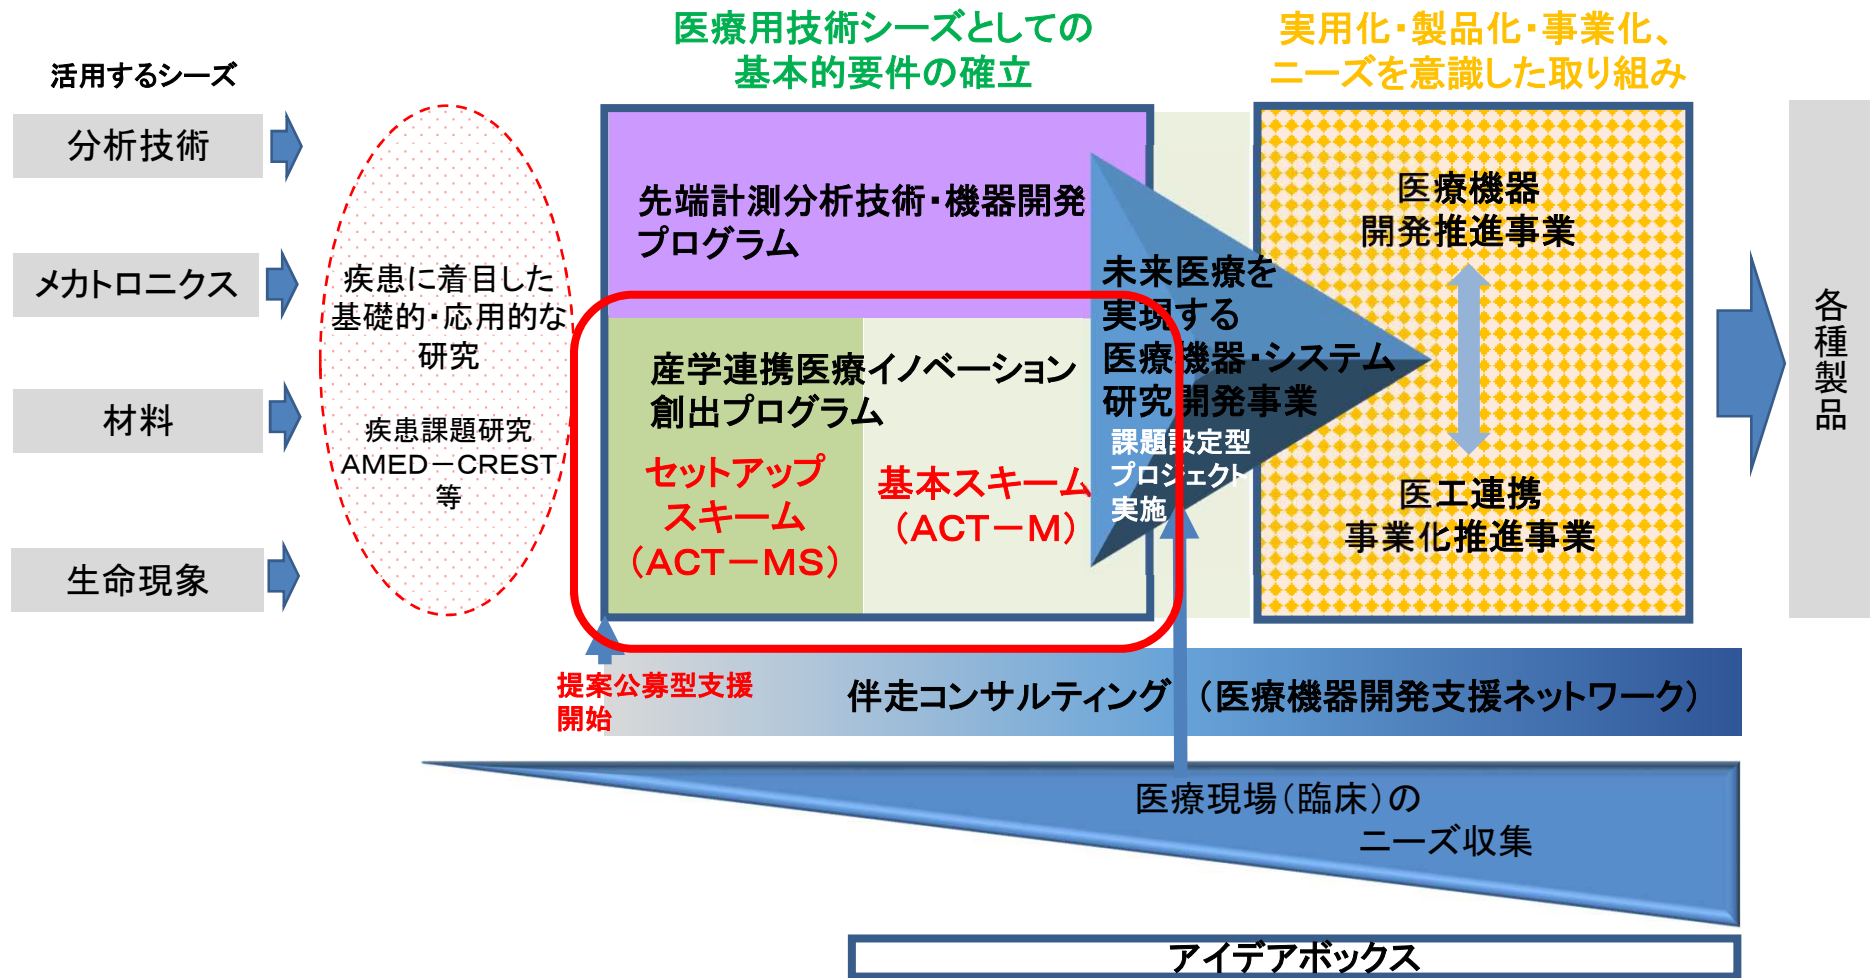 医療用技術シーズとしての
基本的要件の確立
実用化・製品化・事業化、
ニーズを意識した取り組み
活用するシーズ
分析技術
メカトロニクス
材料
生命現象
疾患に着目した
基礎的・応用的な
研究
疾患課題研究
AMED－CREST
等
先端計測分析技術・機器開発
プログラム
産学連携医療イノベーション
創出プログラム
セットアップ
スキーム
（ACT－MS）
基本スキーム
（ACT－M）
未来医療を
実現する
医療機器・システム
研究開発事業
課題設定型
プロジェクト
実施
医療機器
開発推進事業
医工連携
事業化推進事業
各種製品
提案公募型支援
開始
伴走コンサルティング （医療機器開発支援ネットワーク）
医療現場（臨床）の
ニーズ収集
アイデアボックス